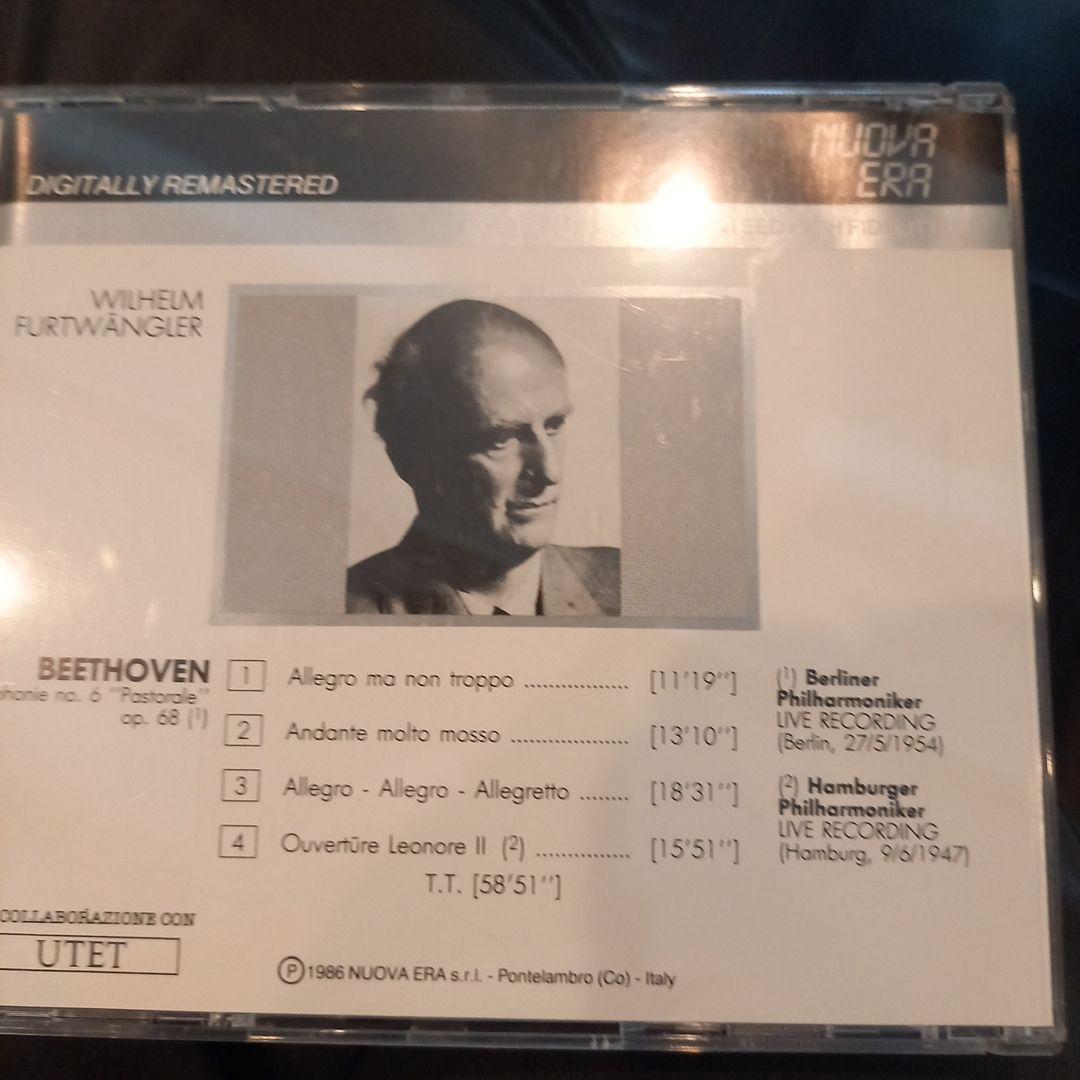 DIGITALLY REMASTERED
NUOVA
ERA
WILHELM
FURTWÄNGLER
BEETHOVEN
no. 6 "Pastorale"
op. 68 (1)
1 Allegro ma non troppo .................. [11'19'']
2 Andante molto mosso .................... [13'10'']
3 Allegro - Allegro - Allegretto ........ [18'31'']
4 Ouvertüre Leonore II (2) ................ [15'51'']
T.T. [58'51'']
(1) Berliner
Philharmoniker
LIVE RECORDING
(Berlin, 27/5/1954)
(2) Hamburger
Philharmoniker
LIVE RECORDING
(Hamburg, 9/6/1947)
COLLABORAZIONE CON
UTET
Ⓟ 1986 NUOVA ERA s.r.l. - Pontelambro (Co) - Italy